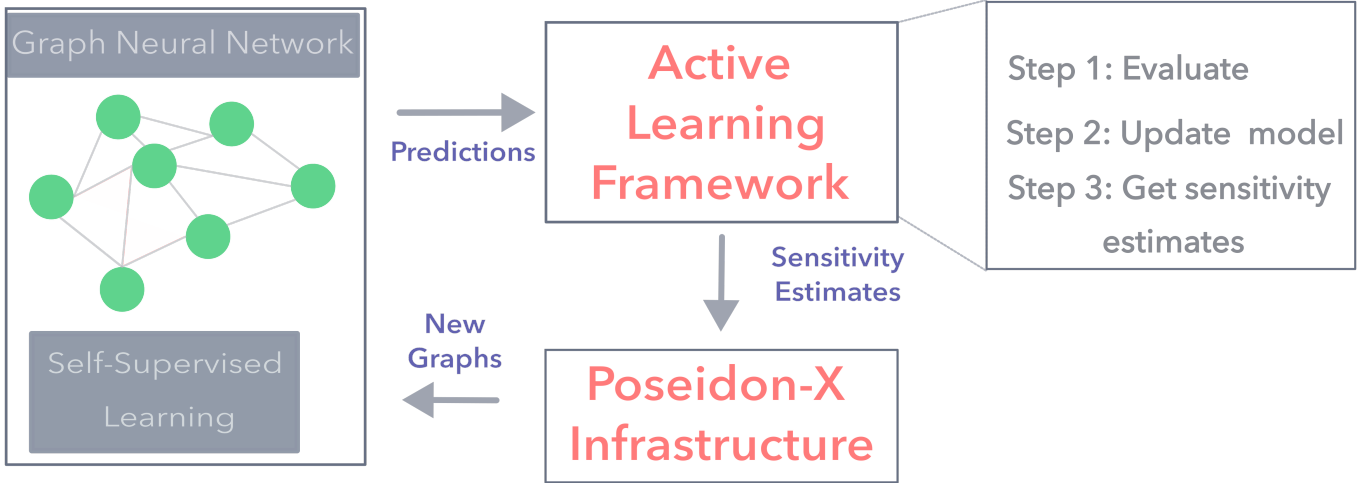 Graph Neural Network
Self-Supervised
Learning
Predictions
Active
Learning
Framework
Step 1: Evaluate
Step 2: Update model
Step 3: Get sensitivity
estimates
Sensitivity
Estimates
Poseidon-X
Infrastructure
New
Graphs